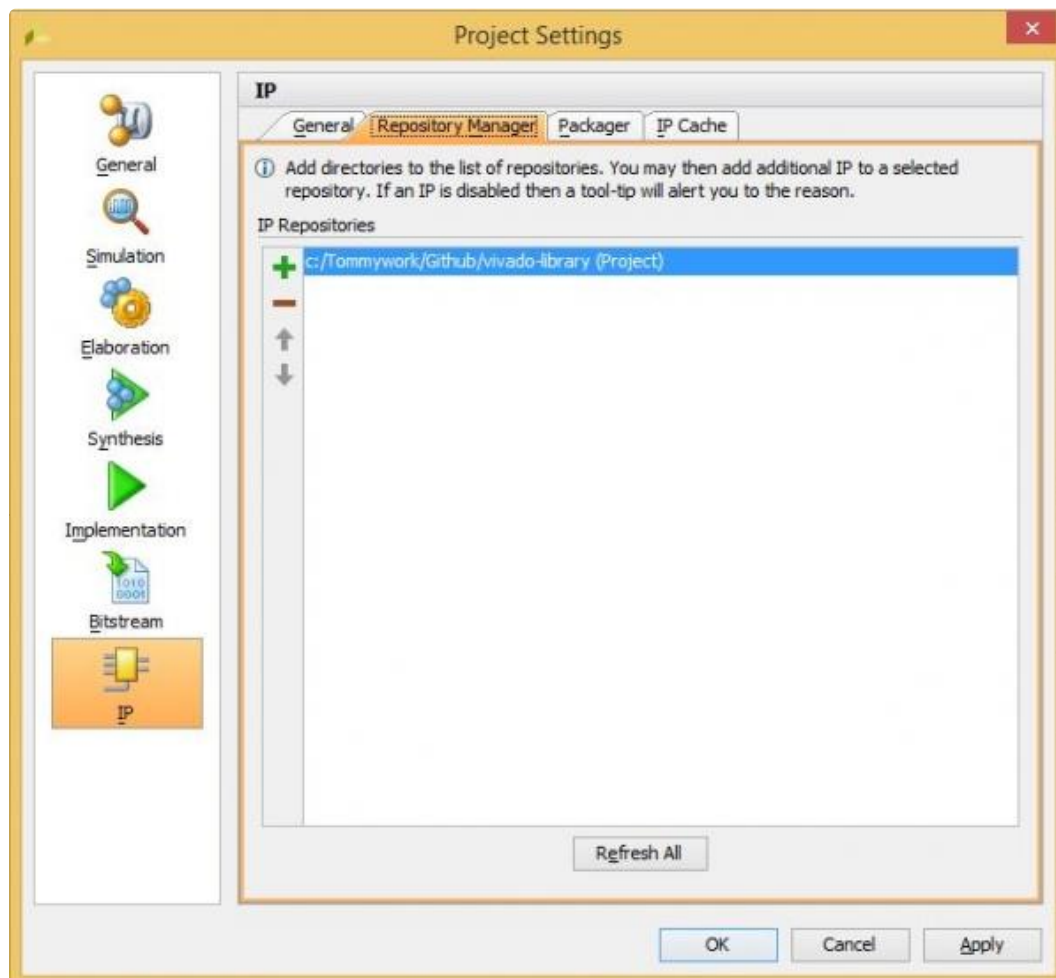 Project Settings
General
Simulation
Elaboration
Synthesis
Implementation
1010
0001
Bitstream
IP
IP
General Repository Manager Packager IP Cache
Add directories to the list of repositories. You may then add additional IP to a selected
repository. If an IP is disabled then a tool-tip will alert you to the reason.
IP Repositories
c:/Tommywork/Github/vivado-library (Project)
Refresh All
OK Cancel Apply